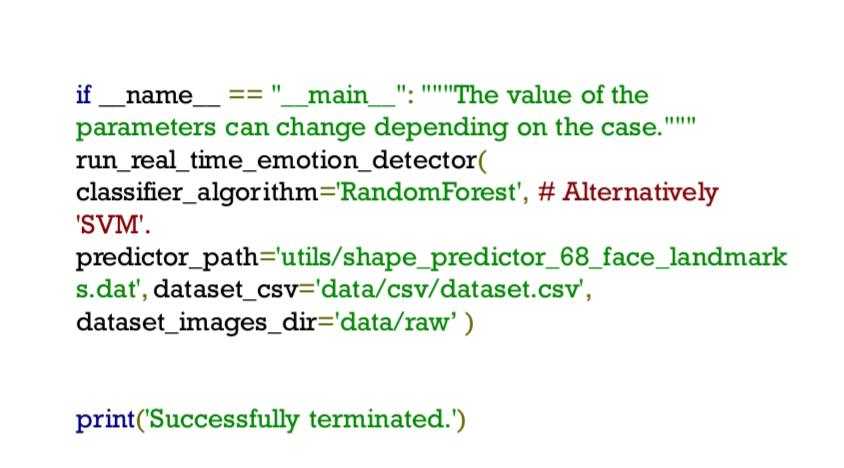 if __name__ == "__main__": """The value of the
parameters can change depending on the case."""
run_real_time_emotion_detector(
classifier_algorithm='RandomForest', # Alternatively
'SVM'.
predictor_path='utils/shape_predictor_68_face_landmark
s.dat', dataset_csv='data/csv/dataset.csv',
dataset_images_dir='data/raw’ )
print('Successfully terminated.')